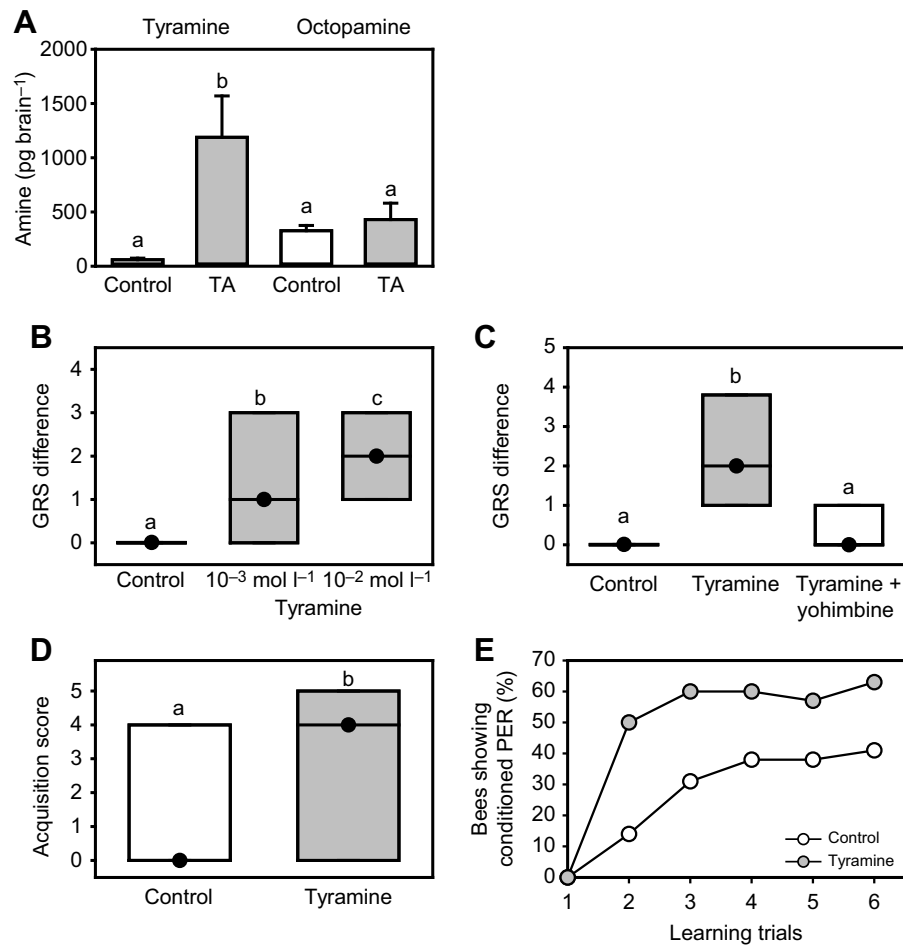 A
Tyramine Octopamine
Amine (pg brain–1)
2000
1500
1000
500
0
a
b
a
a
Control TA Control TA
B
GRS difference
4
3
2
1
0
a
b
c
Control 10–3 mol l–1 10–2 mol l–1
Tyramine
C
GRS difference
5
4
3
2
1
0
a
b
a
Control Tyramine Tyramine +
yohimbine
D
Acquisition score
5
4
3
2
1
0
a
b
Control Tyramine
E
Bees showing
conditioned PER (%)
70
60
50
40
30
20
10
0
Control
Tyramine
1 2 3 4 5 6
Learning trials